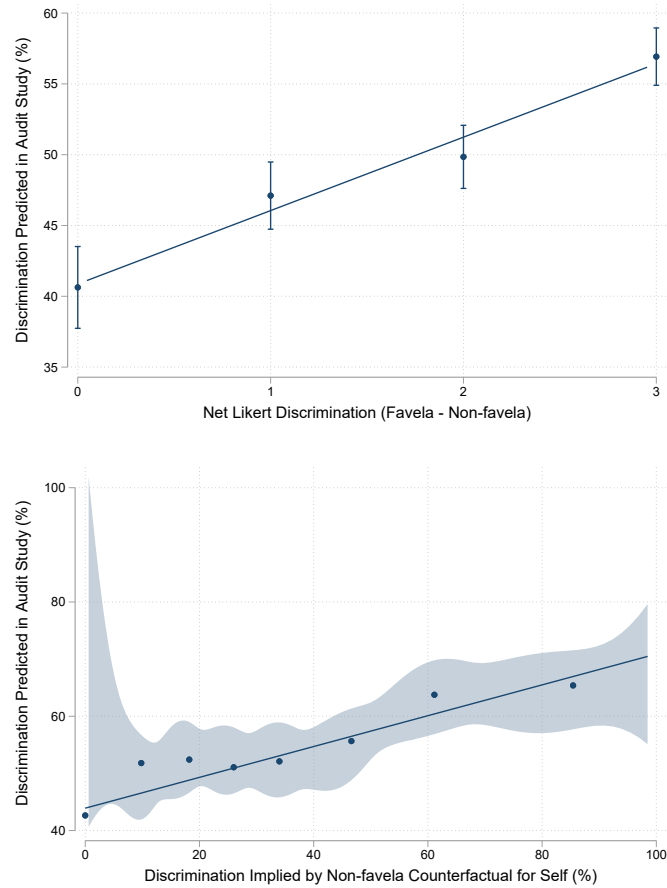 Discrimination Predicted in Audit Study (%)
60
55
50
45
40
35
0 1 2 3
Net Likert Discrimination (Favela - Non-favela)
Discrimination Predicted in Audit Study (%)
100
80
60
40
0 20 40 60 80 100
Discrimination Implied by Non-favela Counterfactual for Self (%)